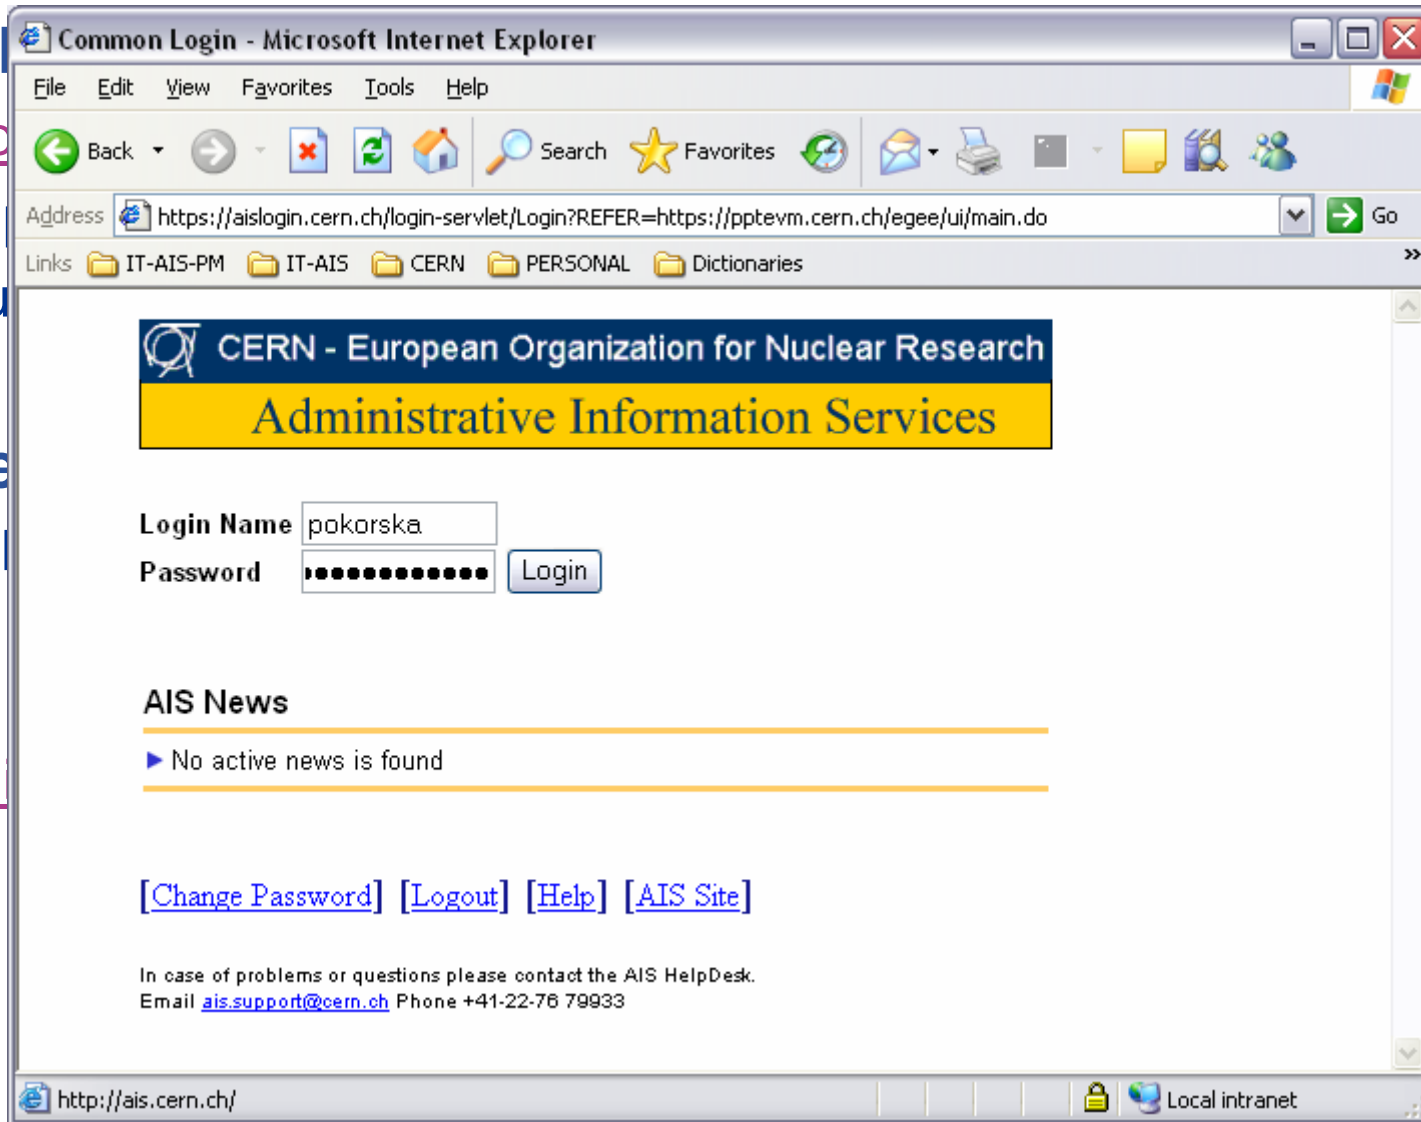 Common Login - Microsoft Internet Explorer
File Edit View Favorites Tools Help
Back Search Favorites
Address https://aislogin.cern.ch/login-servlet/Login?REFER=https://pptevm.cern.ch/egee/ui/main.do Go
Links IT-AIS-PM IT-AIS CERN PERSONAL Dictionaries »
CERN - European Organization for Nuclear Research
Administrative Information Services
Login Name pokorska
Password Login
AIS News
No active news is found
[Change Password] [Logout] [Help] [AIS Site]
In case of problems or questions please contact the AIS HelpDesk.
Email ais.support@cern.ch Phone +41-22-76 79933
http://ais.cern.ch/ Local intranet